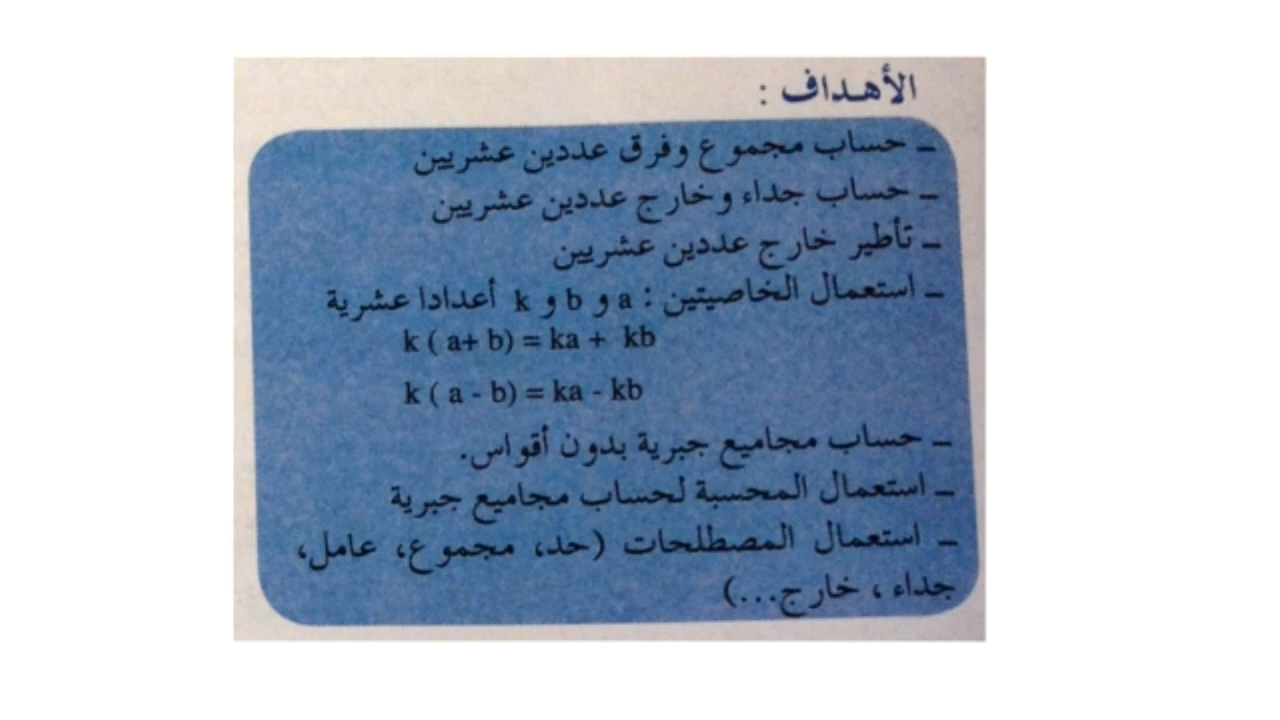 الأهداف :
ـ حساب مجموع وفرق عددين عشريين
ـ حساب جداء وخارج عددين عشريين
ـ تأطير خارج عددين عشريين
ـ استعمال الخاصيتين : a و b و k أعدادا عشرية
k ( a+ b) = ka + kb
k ( a - b) = ka - kb
ـ حساب مجاميع جبرية بدون أقواس.
ـ استعمال المحسبة لحساب مجاميع جبرية
ـ استعمال المصطلحات (حد، مجموع، عامل،
جداء ، خارج...)